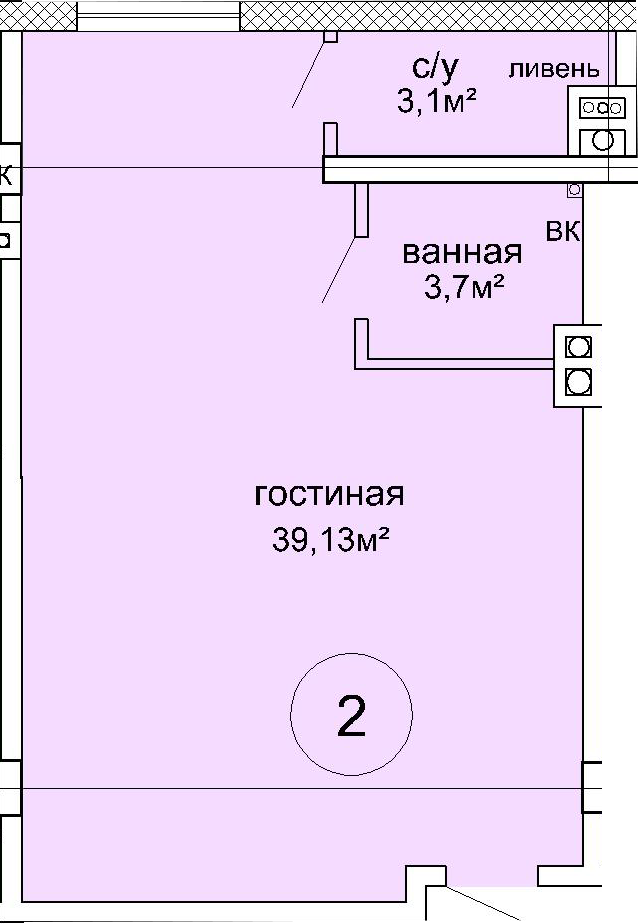 с/у
ливень
3,1м²
К
ВК
ванная
3,7м²
гостиная
39,13м²
2